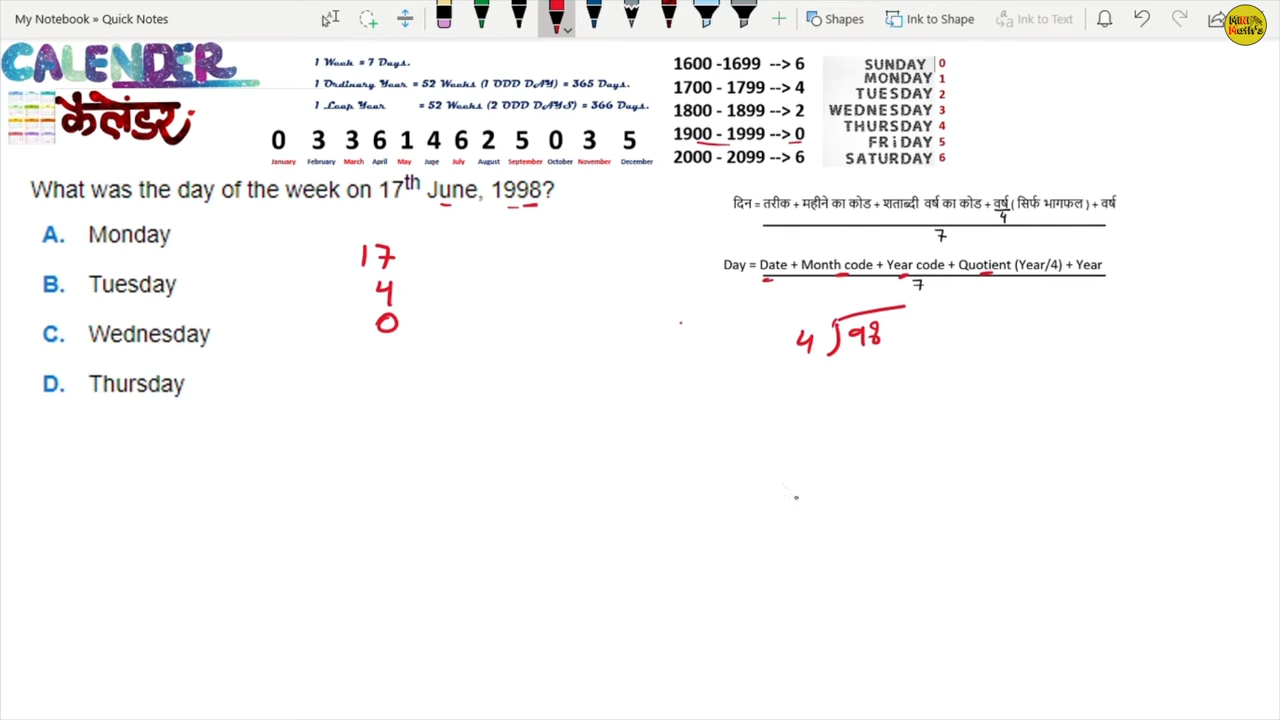 My Notebook » Quick Notes
Shapes
Ink to Shape
Ink to Text
MINI Math's
CALENDER
कैलेंडर
1 Week = 7 Days.
1 Ordinary Year = 52 Weeks (1 ODD DAY) = 365 Days.
1 Leap Year = 52 Weeks (2 ODD DAYS) = 366 Days.
0 3 3 6 1 4 6 2 5 0 3 5
January February March April May June July August September October November December
1600 -1699 --> 6
1700 - 1799 --> 4
1800 - 1899 --> 2
1900 - 1999 --> 0
2000 - 2099 --> 6
SUNDAY 0
MONDAY 1
TUESDAY 2
WEDNESDAY 3
THURSDAY 4
FRiDAY 5
SATURDAY 6
What was the day of the week on 17th June, 1998?
A. Monday
B. Tuesday
C. Wednesday
D. Thursday
17
4
0
दिन = तारीक + महीने का कोड + शताब्दी वर्ष का कोड + वर्ष/4 ( सिर्फ भागफल ) + वर्ष
7
Day = Date + Month code + Year code + Quotient (Year/4) + Year
7
4 ) 98